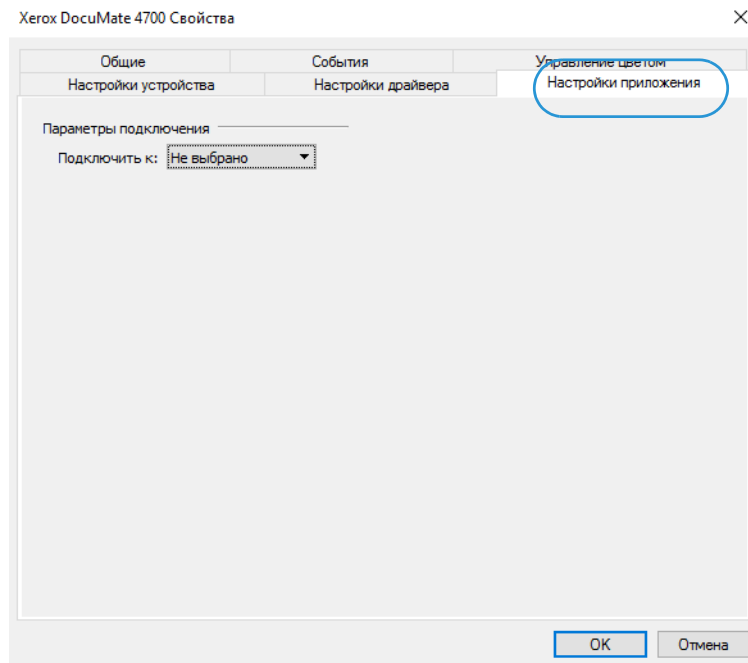 Xerox DocuMate 4700 Свойства
Общие События Управление цветом
Настройки устройства Настройки драйвера Настройки приложения
Параметры подключения
Подключить к: Не выбрано
OK Отмена